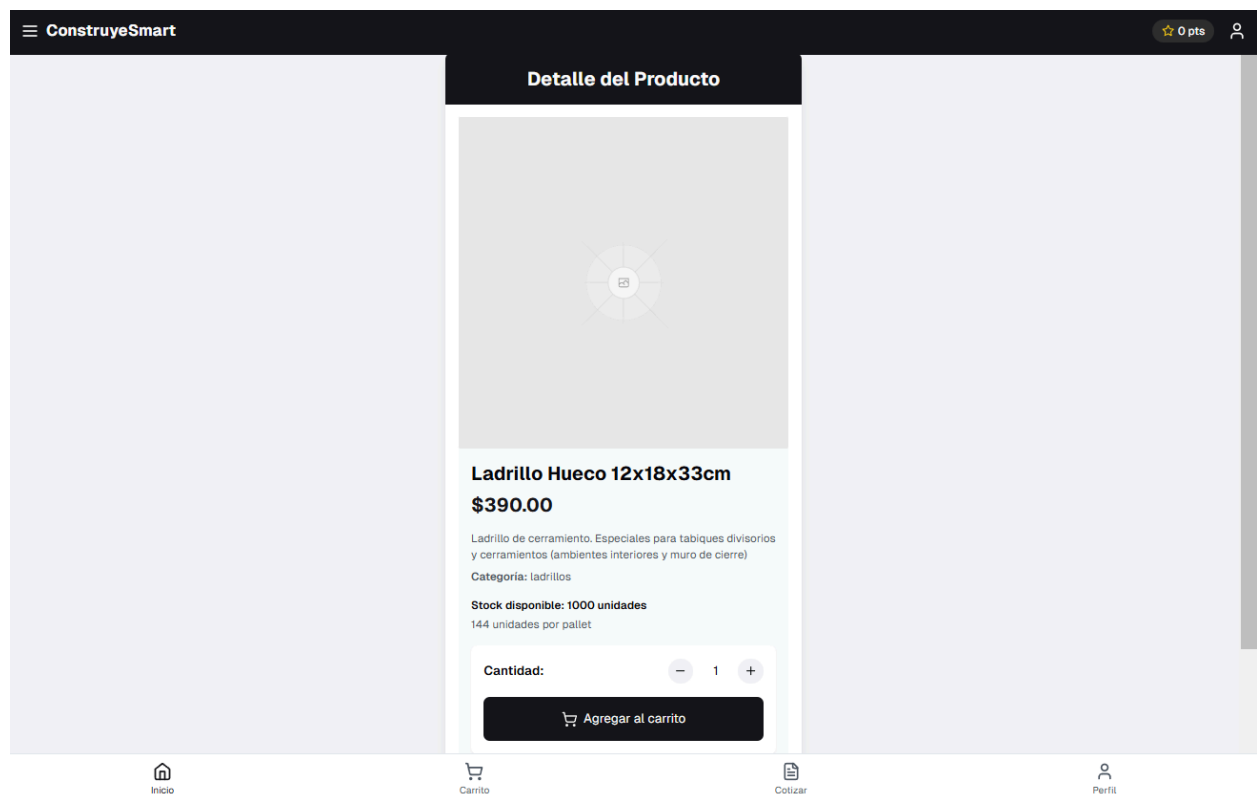 ConstruyeSmart
0 pts
Detalle del Producto
Ladrillo Hueco 12x18x33cm
$390.00
Ladrillo de cerramiento. Especiales para tabiques divisorios
y cerramientos (ambientes interiores y muro de cierre)
Categoría: ladrillos
Stock disponible: 1000 unidades
144 unidades por pallet
Cantidad: − 1 +
Agregar al carrito
Inicio Carrito Cotizar Perfil